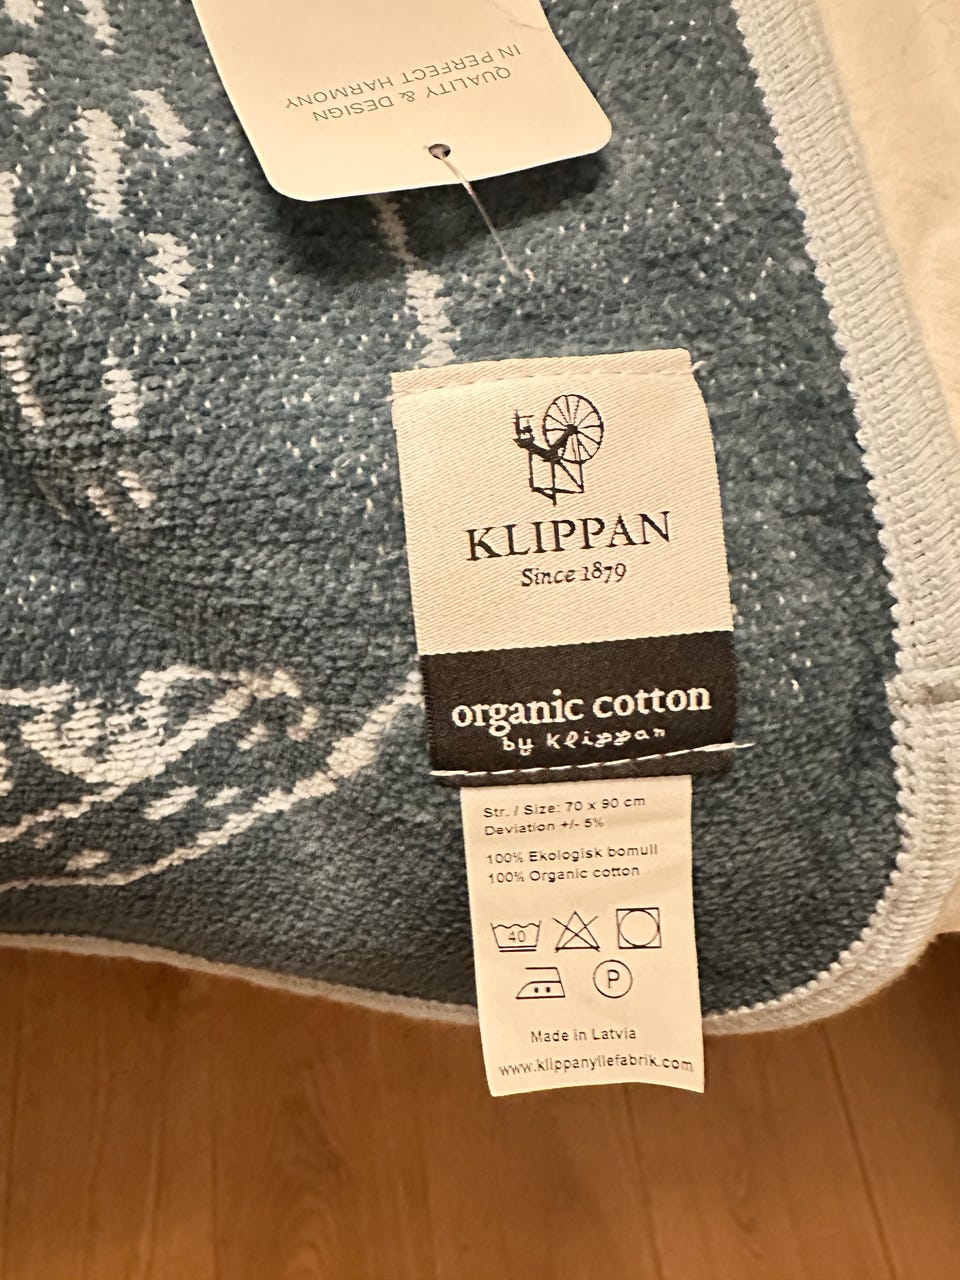 QUALITY & DESIGN
IN PERFECT HARMONY
KLIPPAN
Since 1879
organic cotton
by Klippan
Str. / Size: 70 x 90 cm
Deviation +/- 5%
100% Ekologisk bomull
100% Organic cotton
40
P
Made in Latvia
www.klippanyllefabrik.com